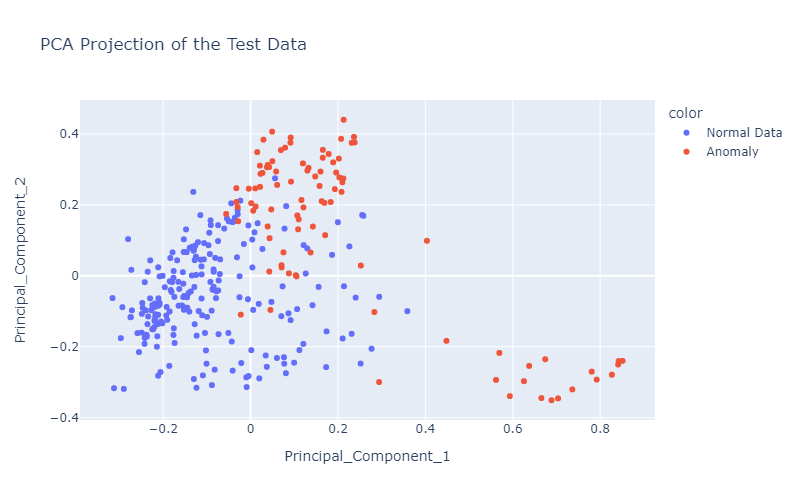 PCA Projection of the Test Data
color
Normal Data
Anomaly
Principal_Component_2
0.4
0.2
0
−0.2
−0.4
−0.2
0
0.2
0.4
0.6
0.8
Principal_Component_1